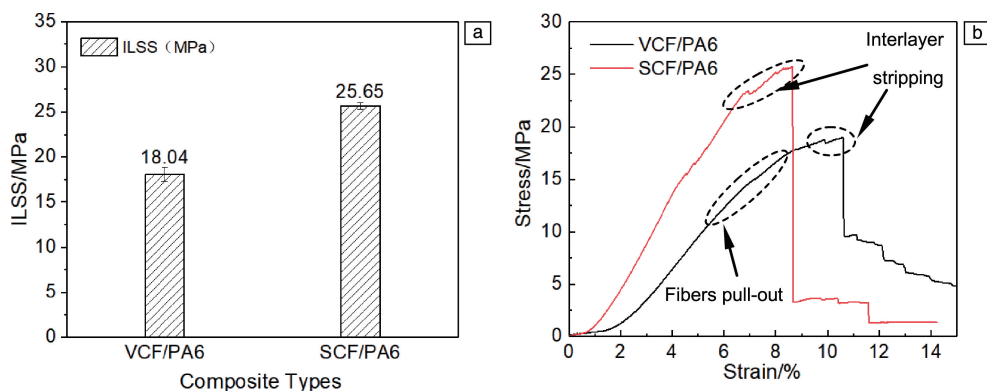 35
30
25
20
15
10
5
0
ILSS/MPa
ILSS（MPa）
a
18.04
25.65
VCF/PA6
SCF/PA6
Composite Types
30
25
20
15
10
5
0
Stress/MPa
VCF/PA6
SCF/PA6
Interlayer
stripping
b
Fibers pull-out
0
2
4
6
8
10
12
14
Strain/%